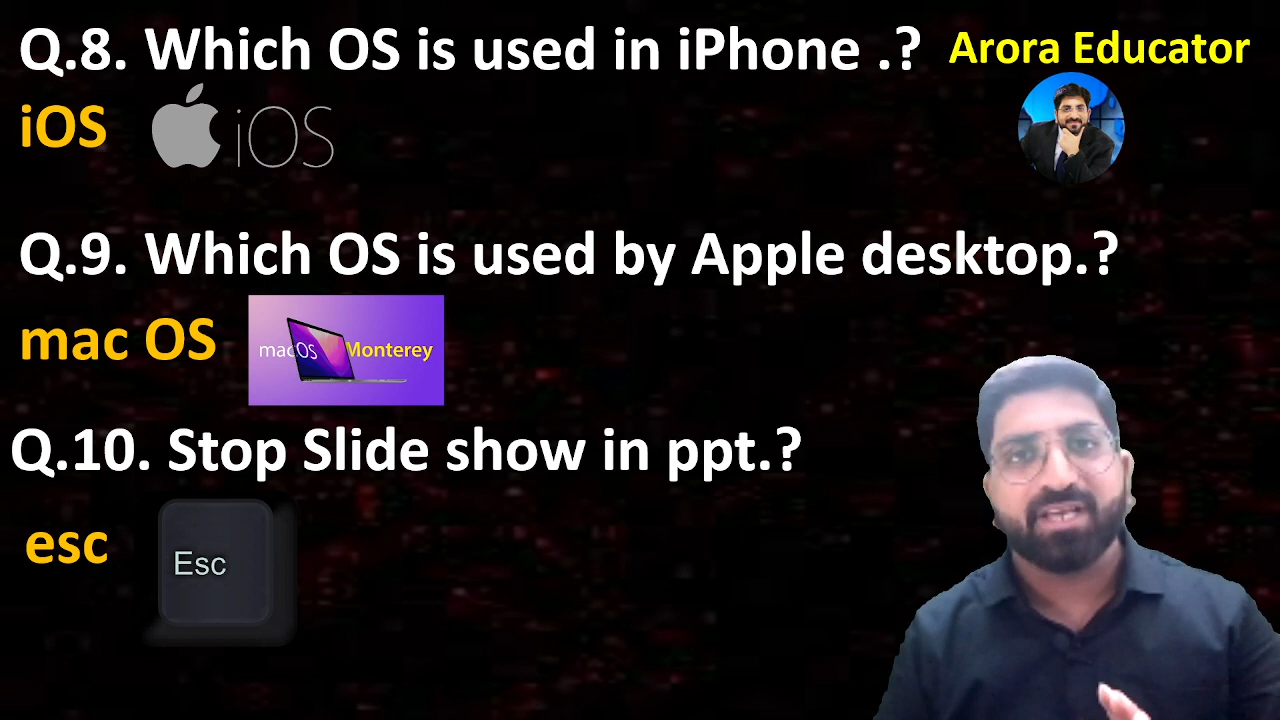 Q.8. Which OS is used in iPhone .?
Arora Educator
iOS
iOS
Q.9. Which OS is used by Apple desktop.?
mac OS
macOS Monterey
Q.10. Stop Slide show in ppt.?
esc
Esc